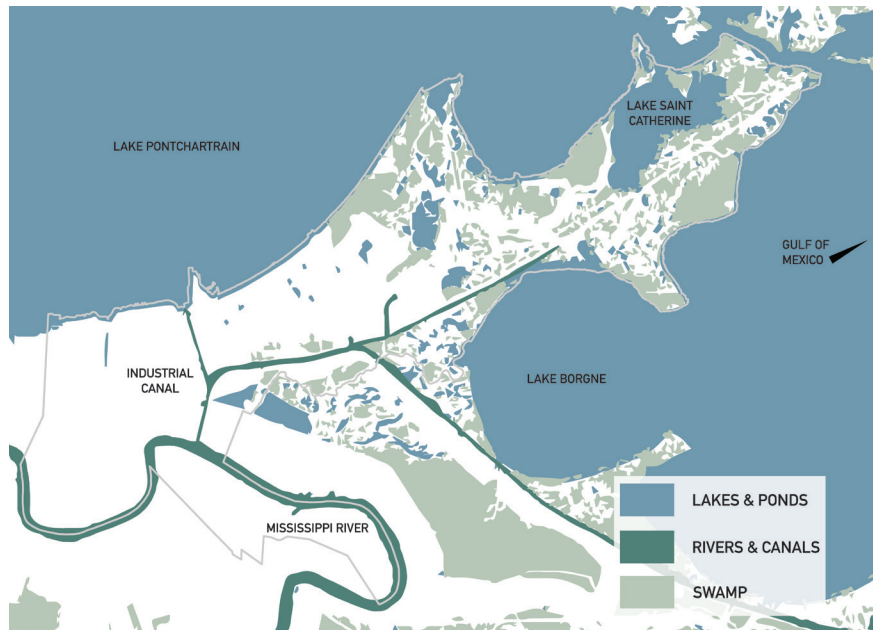 LAKE SAINT
CATHERINE
LAKE PONTCHARTRAIN
GULF OF
MEXICO
INDUSTRIAL
CANAL
LAKE BORGNE
MISSISSIPPI RIVER
LAKES & PONDS
RIVERS & CANALS
SWAMP